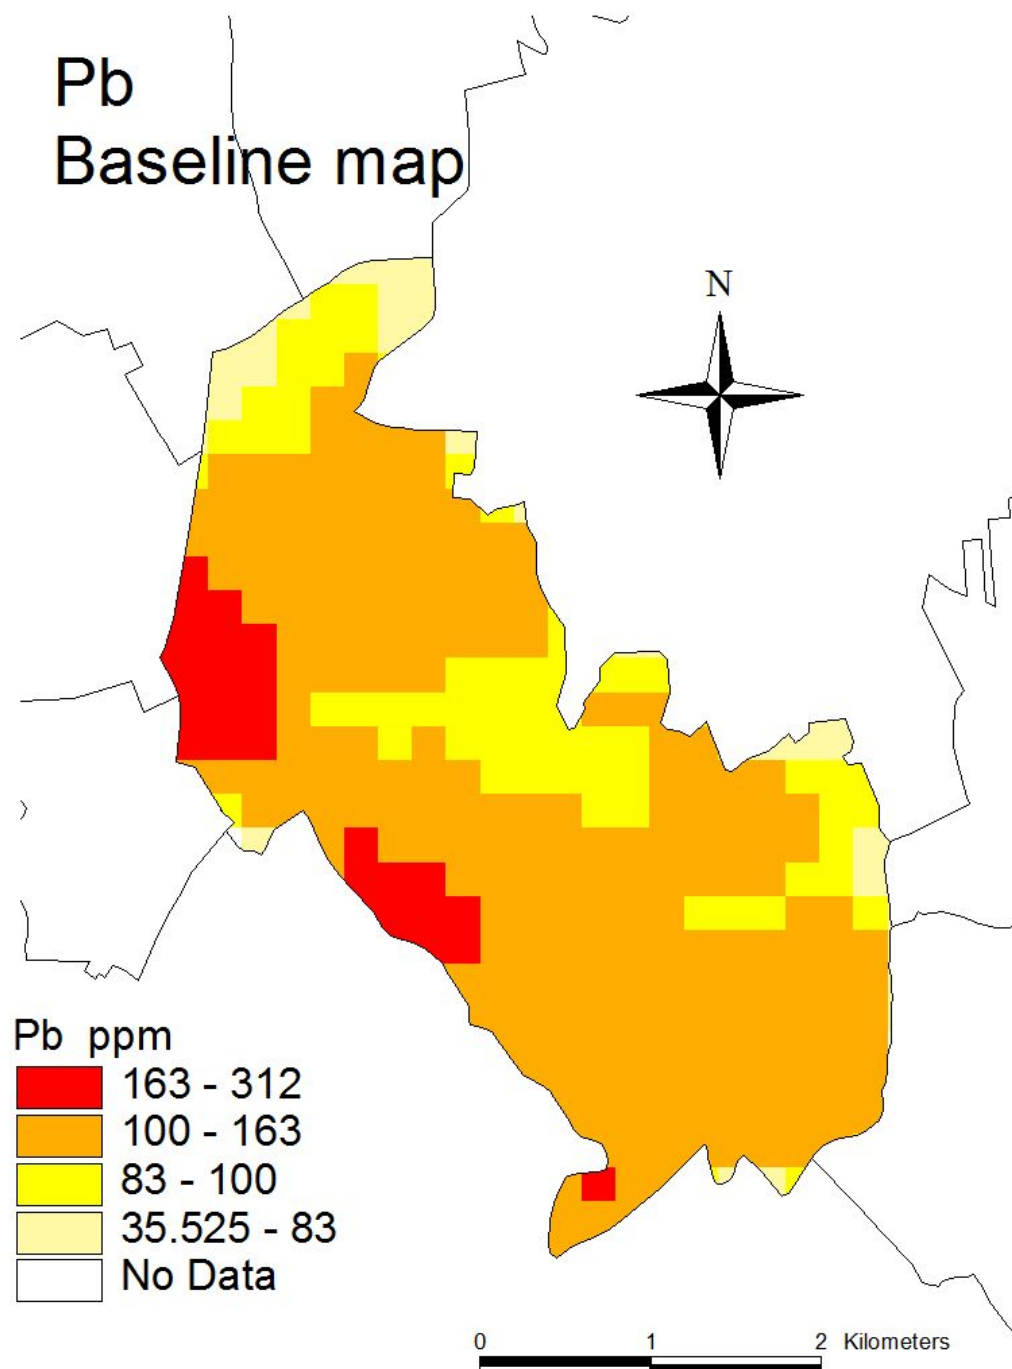 Pb
Baseline map
N
Pb ppm
163 - 312
100 - 163
83 - 100
35.525 - 83
No Data
0 1 2 Kilometers